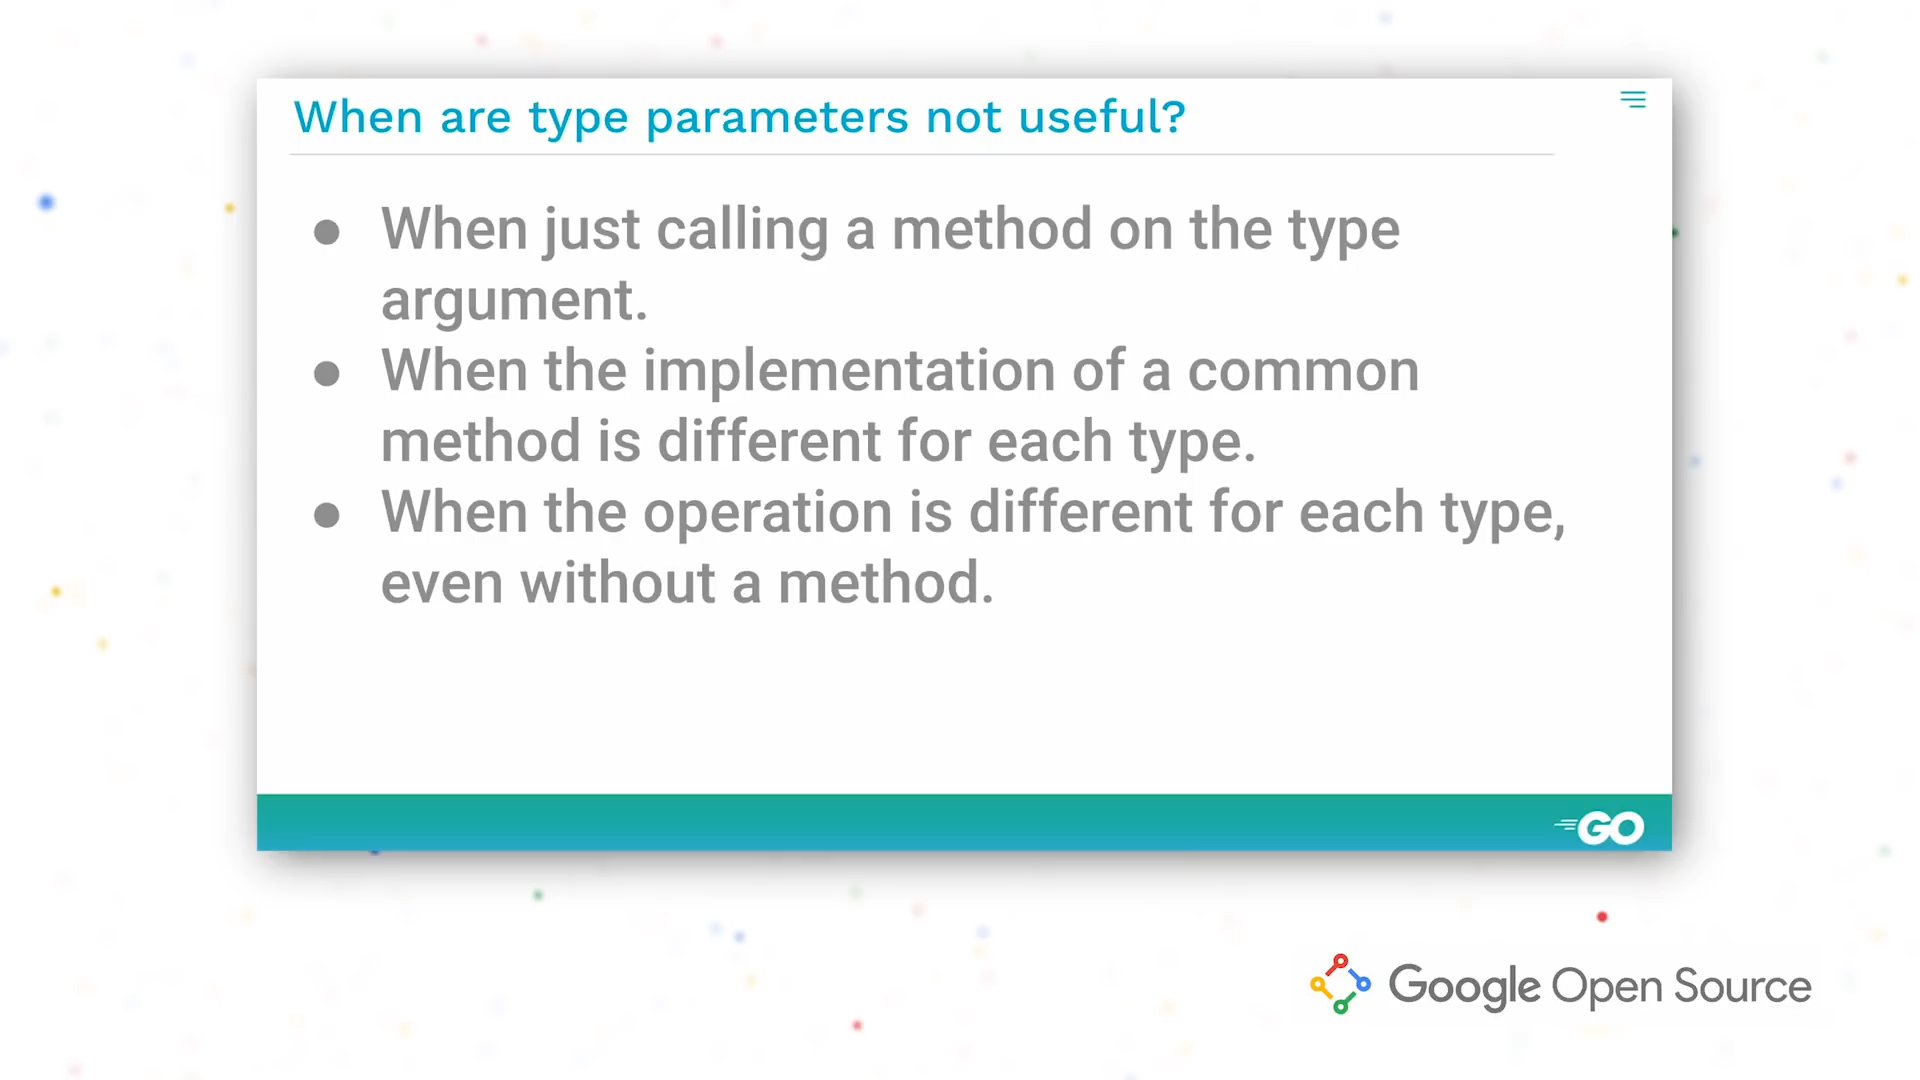 When are type parameters not useful?
● When just calling a method on the type
argument.
● When the implementation of a common
method is different for each type.
● When the operation is different for each type,
even without a method.
GO
Google Open Source